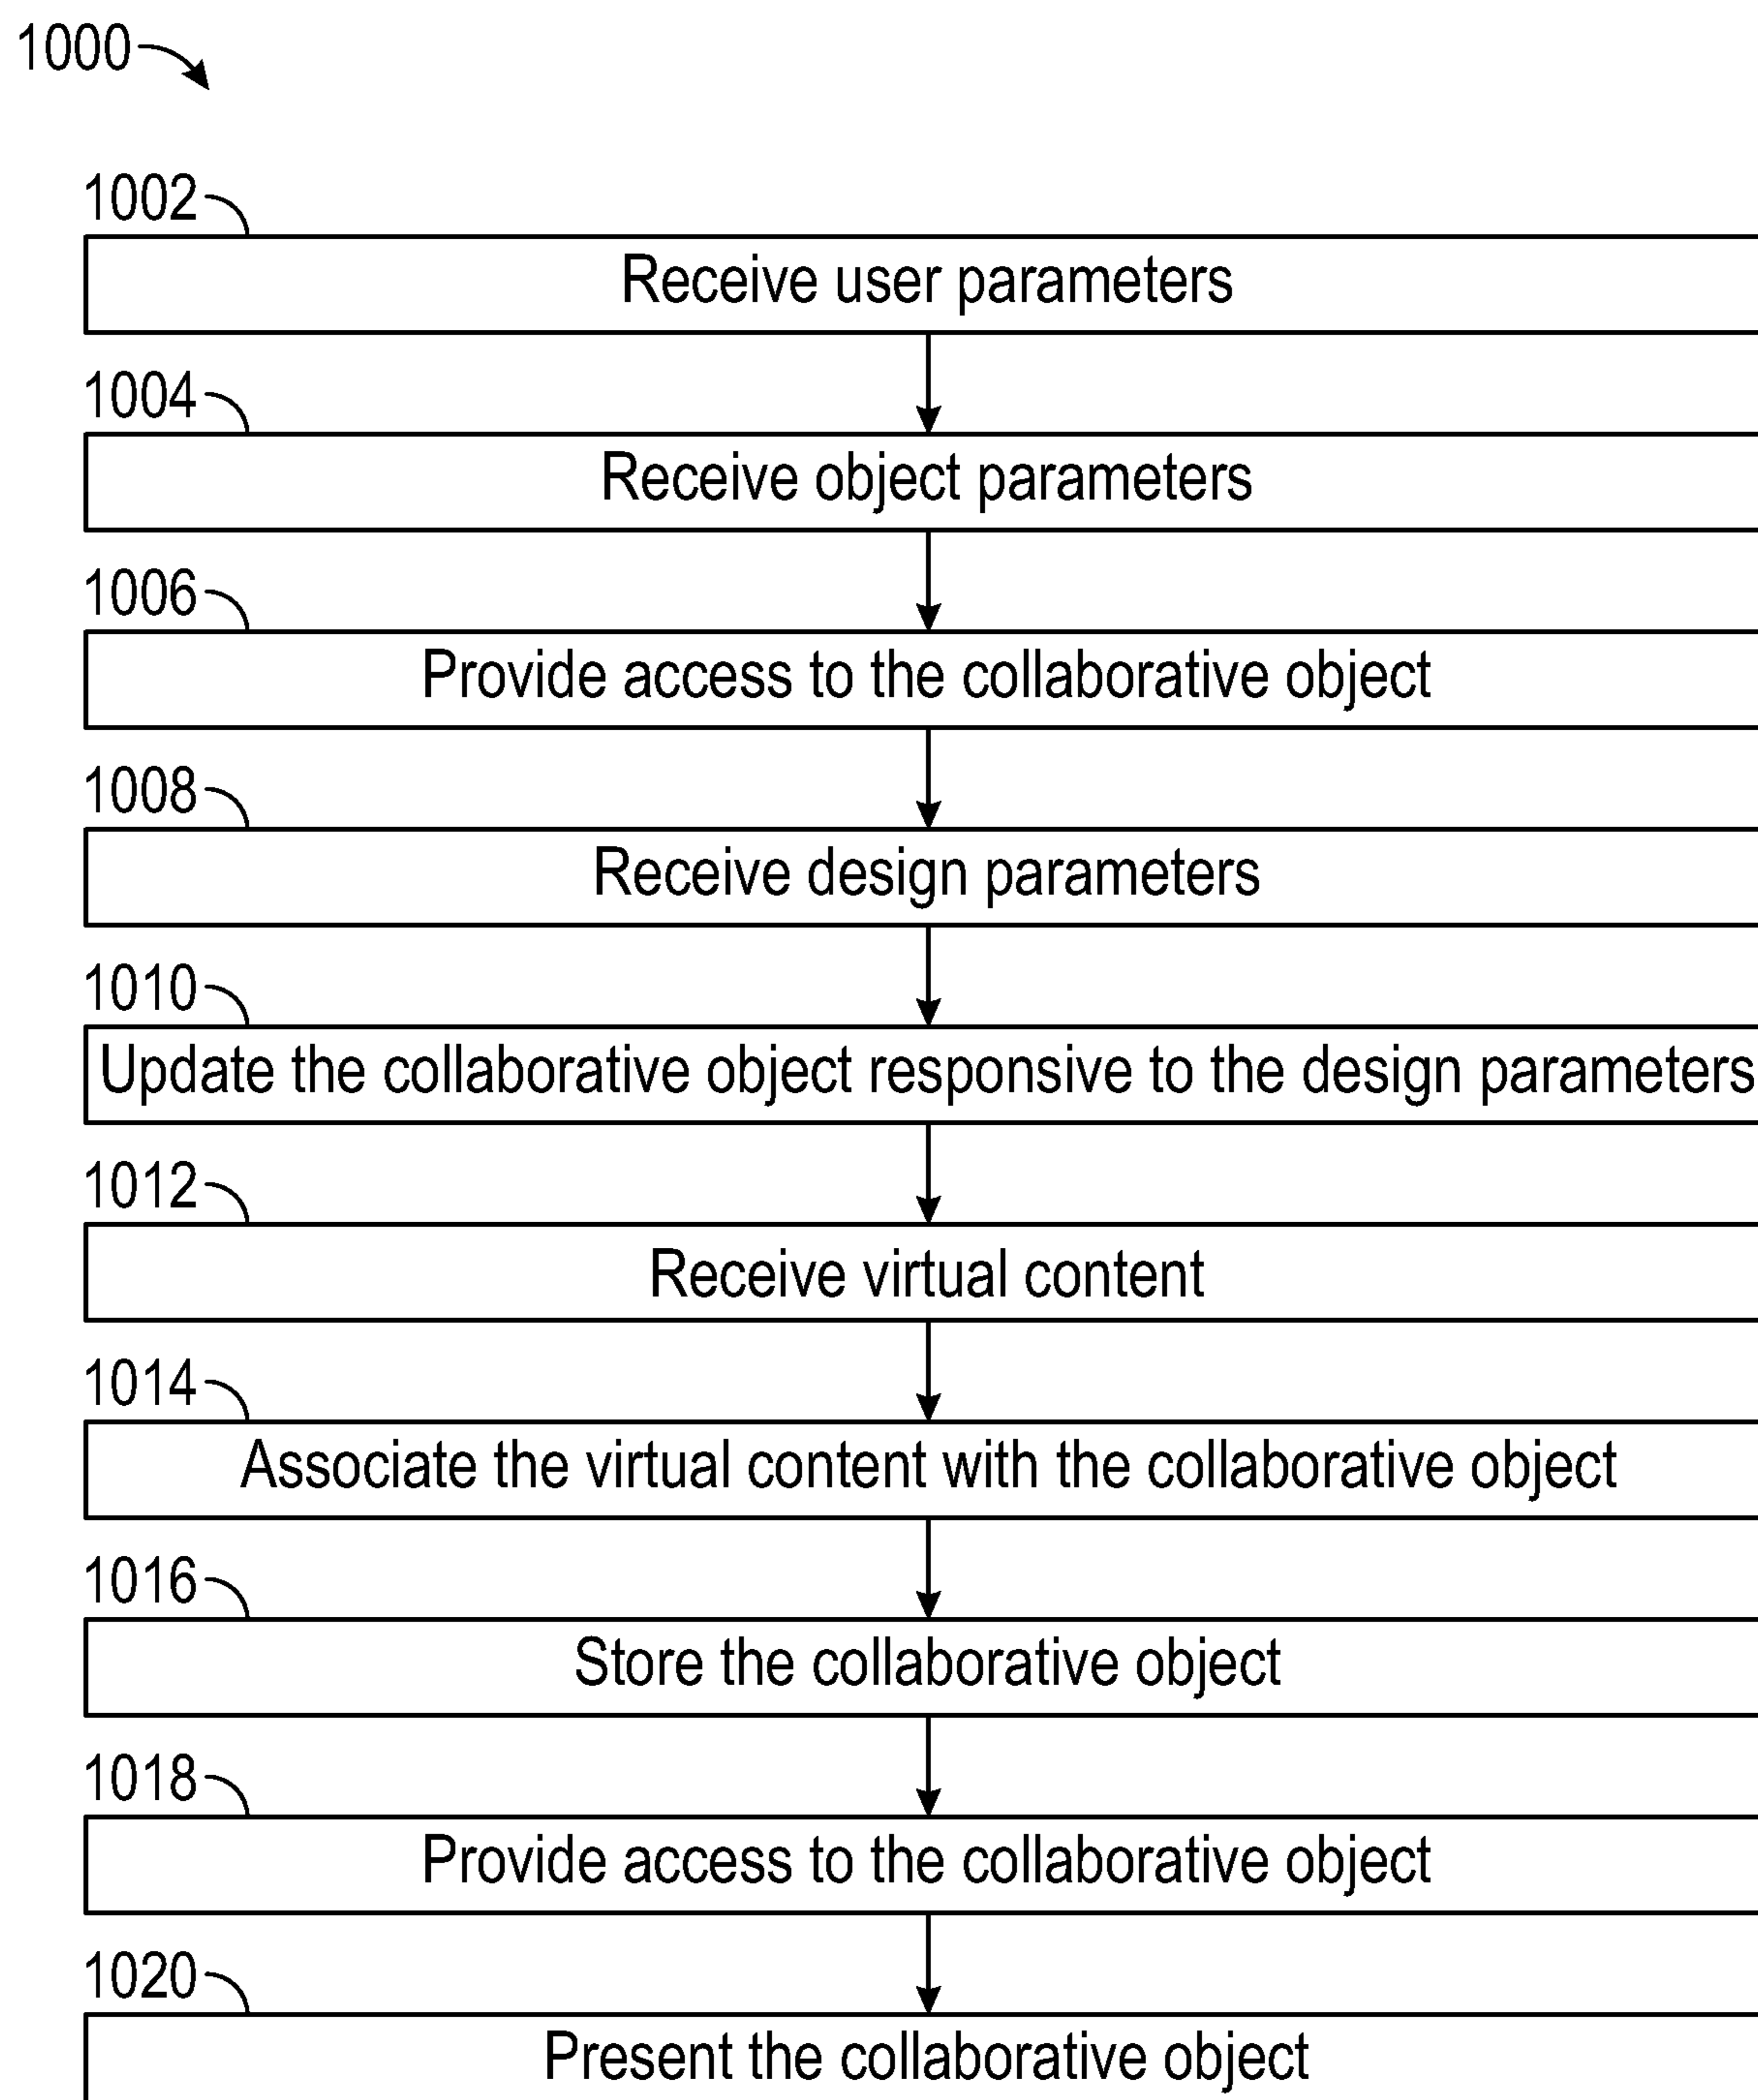 1000
1002
Receive user parameters
1004
Receive object parameters
1006
Provide access to the collaborative object
1008
Receive design parameters
1010
Update the collaborative object responsive to the design parameters
1012
Receive virtual content
1014
Associate the virtual content with the collaborative object
1016
Store the collaborative object
1018
Provide access to the collaborative object
1020
Present the collaborative object